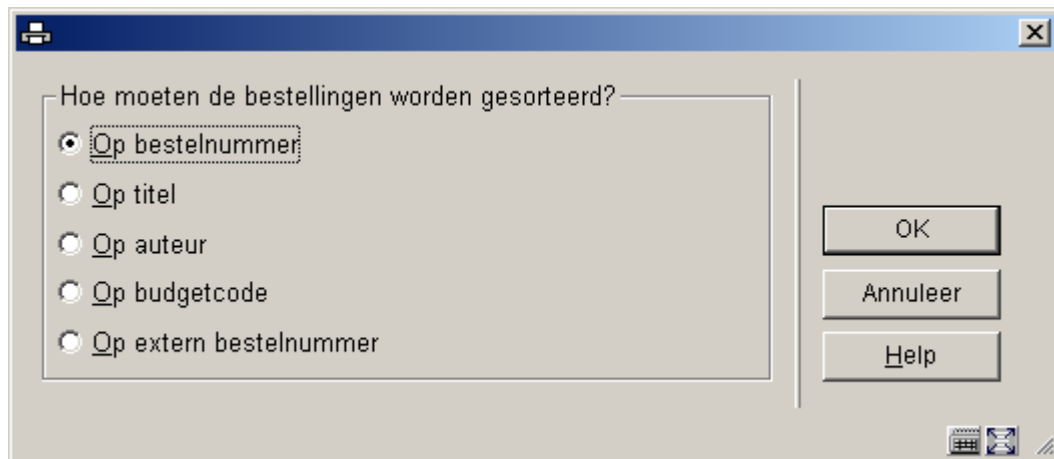 Hoe moeten de bestellingen worden gesorteerd?
Op bestelnummer
Op titel
Op auteur
Op budgetcode
Op extern bestelnummer
OK
Annuleer
Help